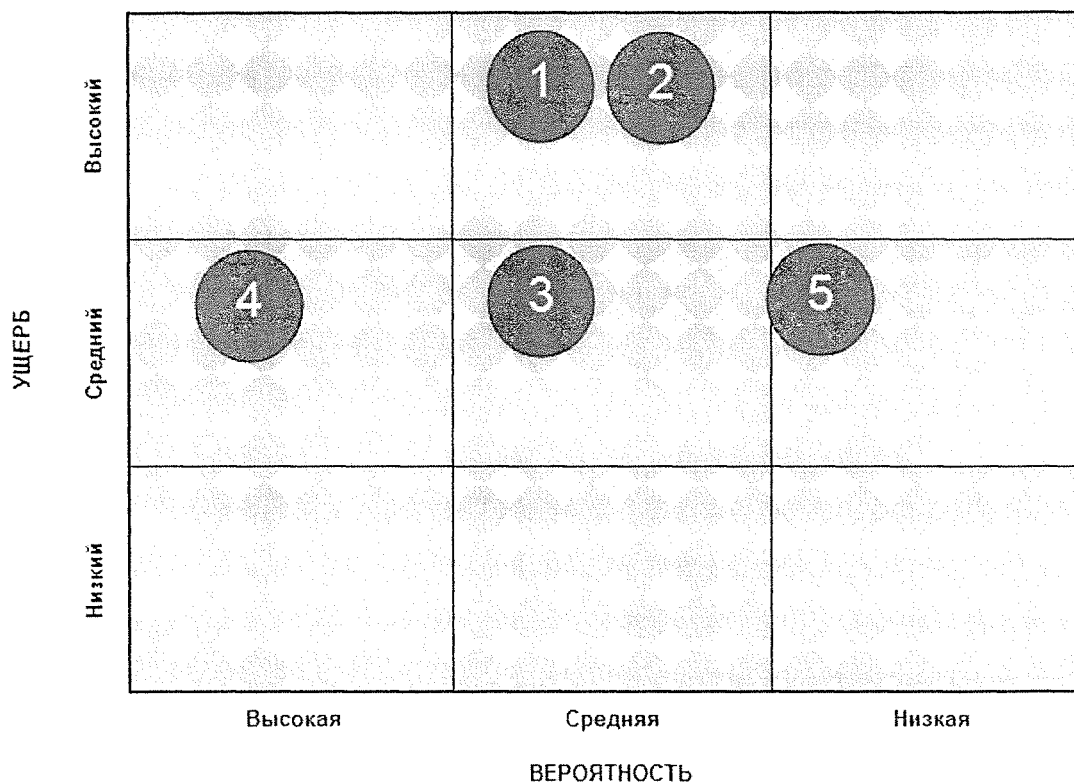 УЩЕРБ
Высокий
1
2
Средний
4
3
5
Низкий
Высокая
Средняя
Низкая
ВЕРОЯТНОСТЬ